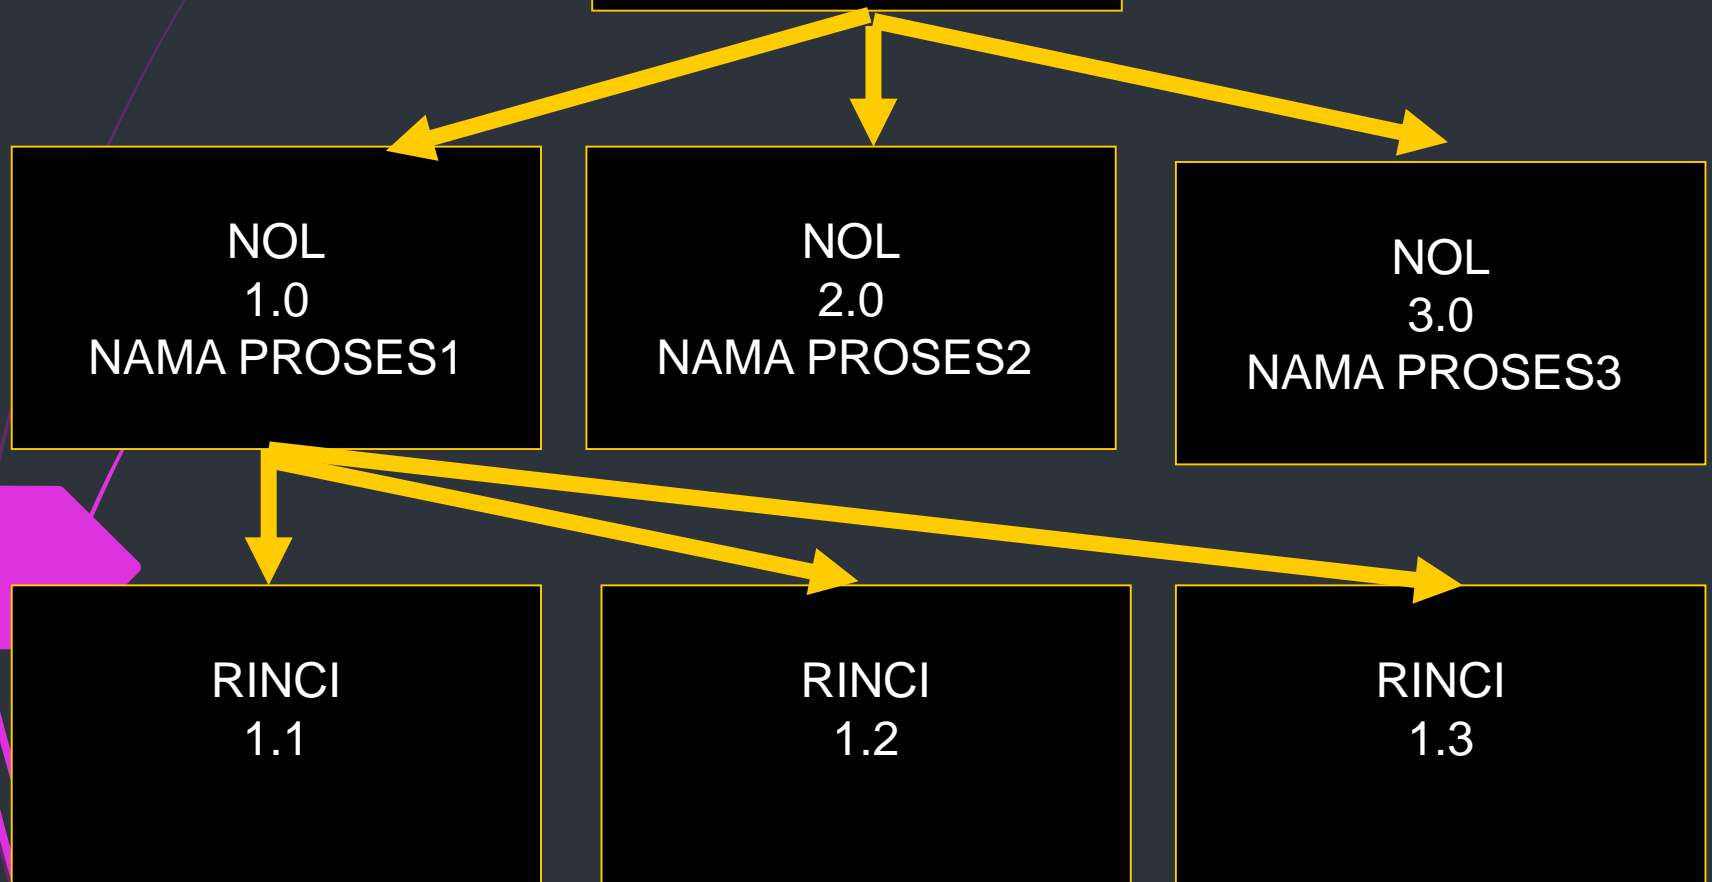 NOL
1.0
NAMA PROSES1
NOL
2.0
NAMA PROSES2
NOL
3.0
NAMA PROSES3
RINCI
1.1
RINCI
1.2
RINCI
1.3